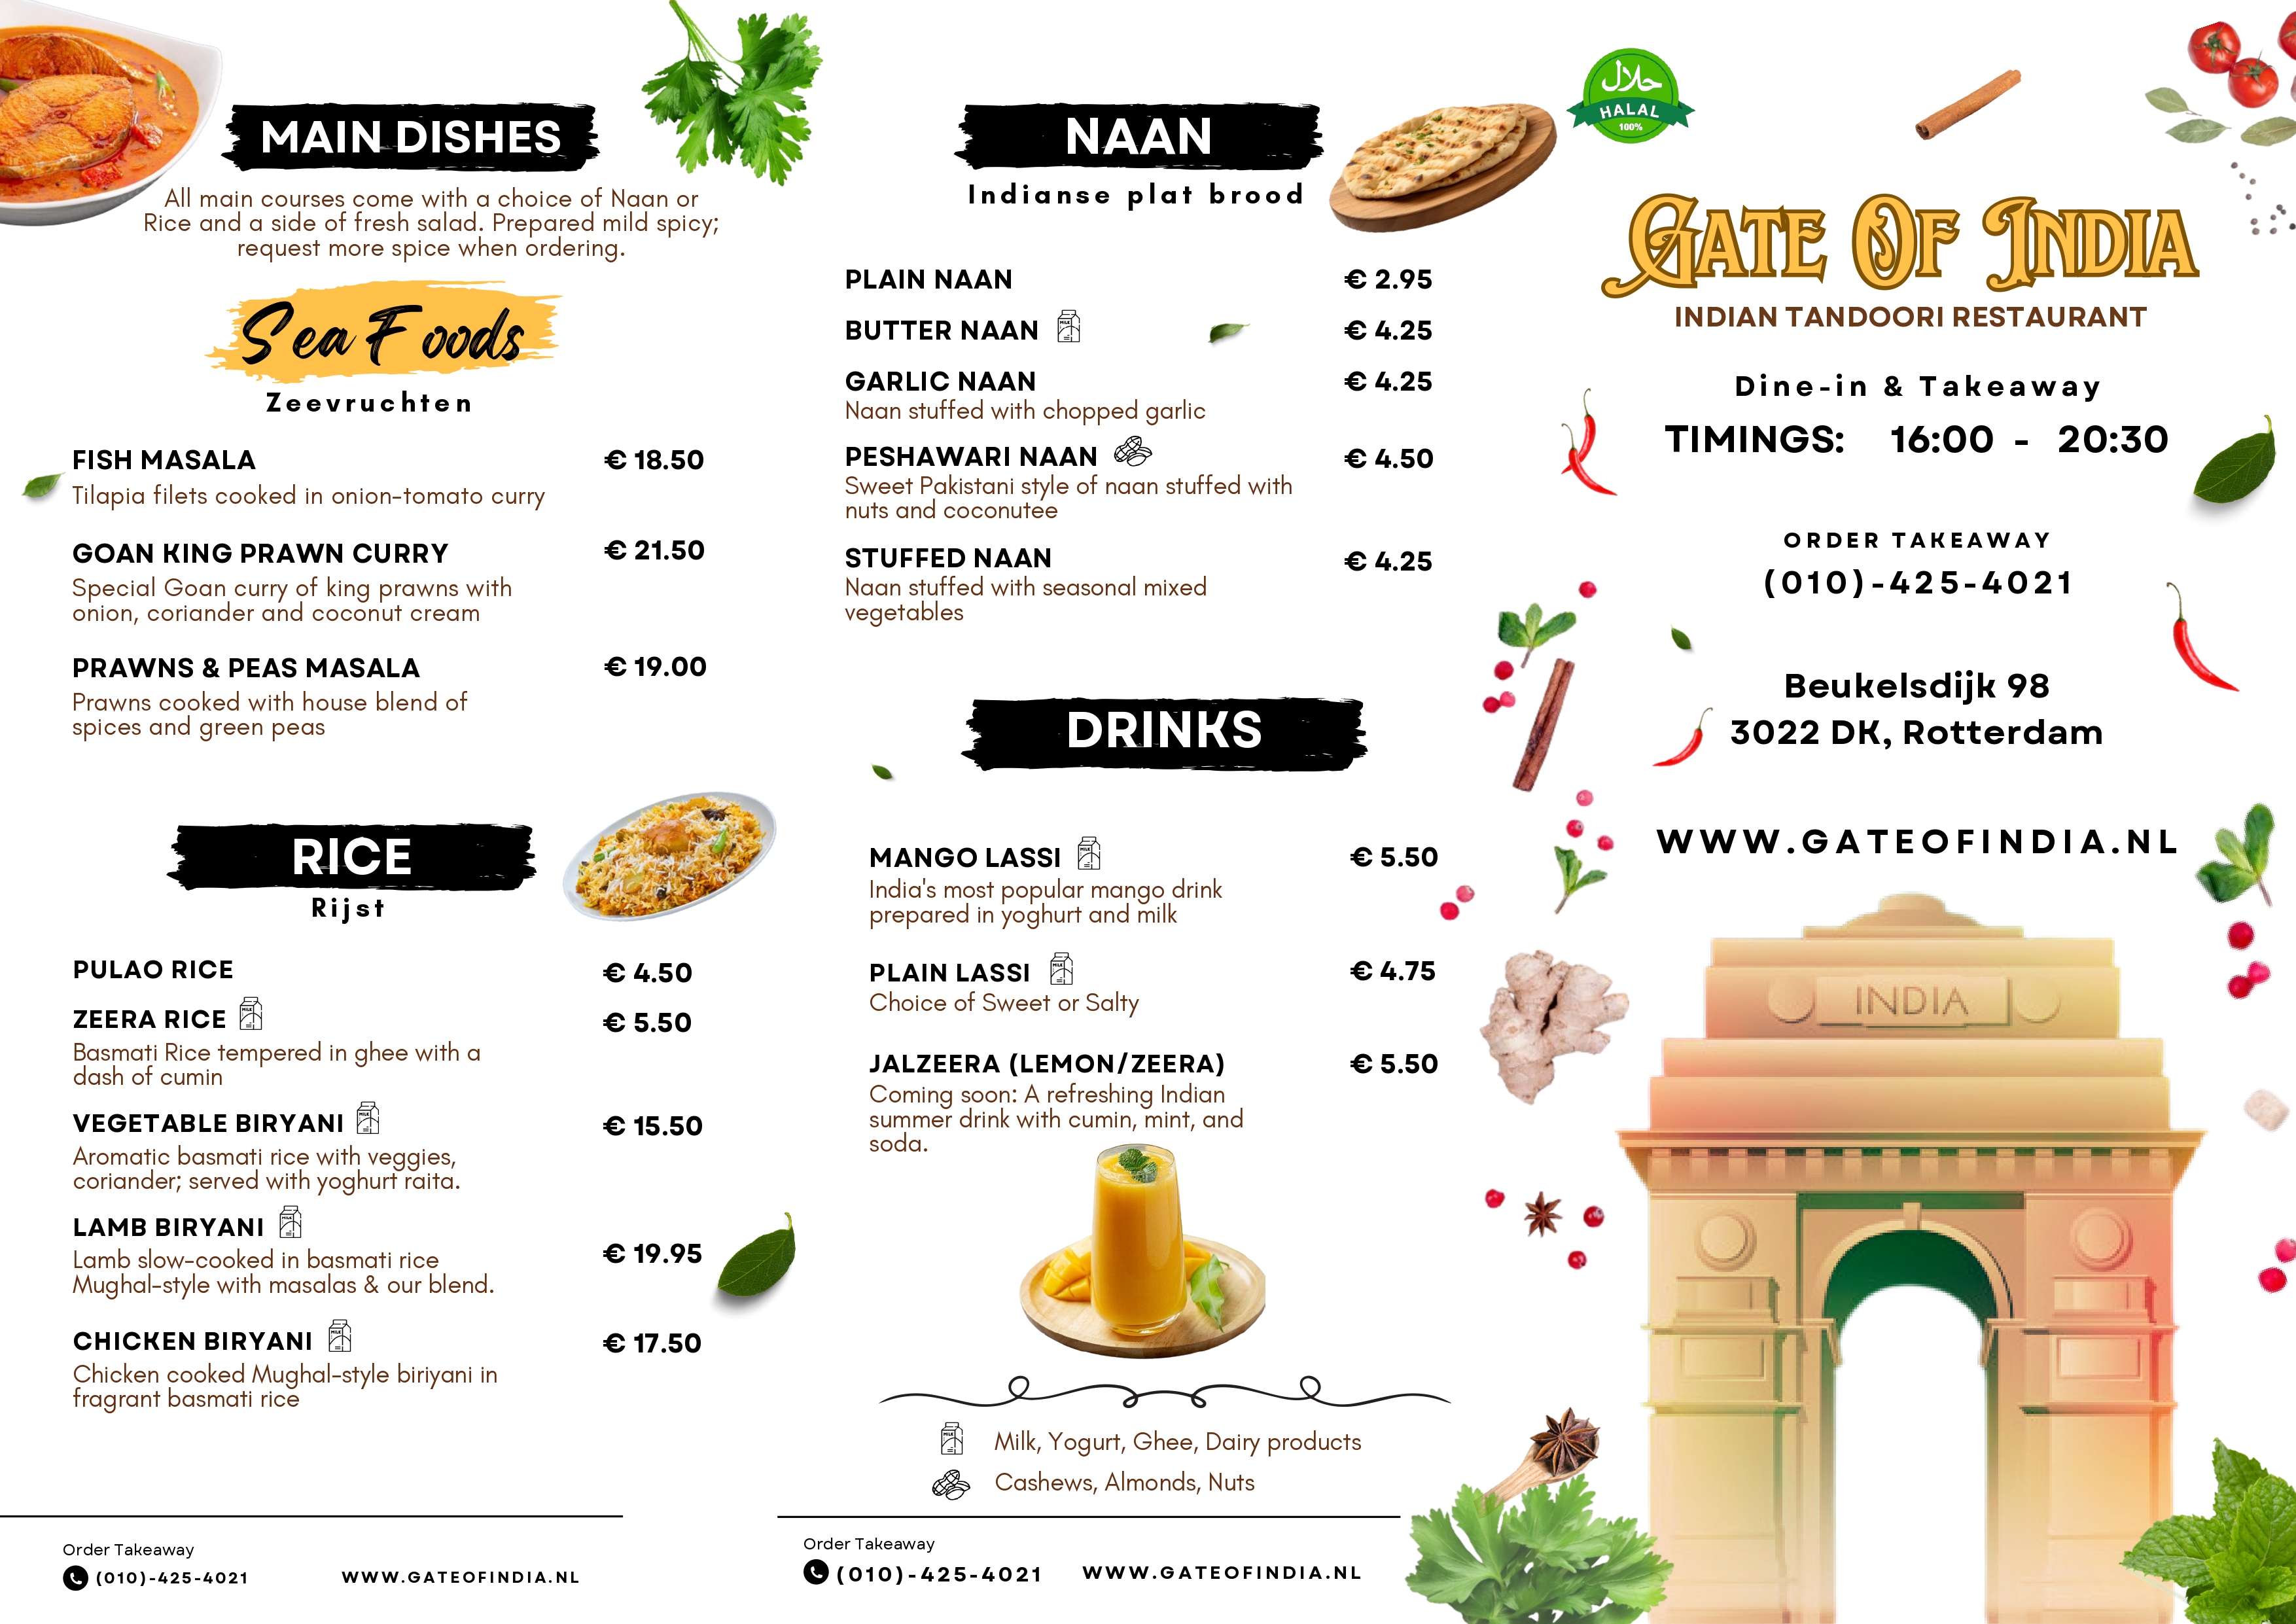 MAIN DISHES
All main courses come with a choice of Naan or
Rice and a side of fresh salad. Prepared mild spicy;
request more spice when ordering.
Sea Foods
Zeevruchten
FISH MASALA € 18.50
Tilapia filets cooked in onion-tomato curry
GOAN KING PRAWN CURRY € 21.50
Special Goan curry of king prawns with
onion, coriander and coconut cream
PRAWNS & PEAS MASALA € 19.00
Prawns cooked with house blend of
spices and green peas
RICE
Rijst
PULAO RICE € 4.50
ZEERA RICE € 5.50
Basmati Rice tempered in ghee with a
dash of cumin
VEGETABLE BIRYANI € 15.50
Aromatic basmati rice with veggies,
coriander; served with yoghurt raita.
LAMB BIRYANI
Lamb slow-cooked in basmati rice € 19.95
Mughal-style with masalas & our blend.
CHICKEN BIRYANI € 17.50
Chicken cooked Mughal-style biriyani in
fragrant basmati rice
Order Takeaway
(010)-425-4021 WWW.GATEOFINDIA.NL
NAAN
Indianse plat brood
PLAIN NAAN € 2.95
BUTTER NAAN € 4.25
GARLIC NAAN € 4.25
Naan stuffed with chopped garlic
PESHAWARI NAAN € 4.50
Sweet Pakistani style of naan stuffed with
nuts and coconutee
STUFFED NAAN € 4.25
Naan stuffed with seasonal mixed
vegetables
DRINKS
MANGO LASSI € 5.50
India's most popular mango drink
prepared in yoghurt and milk
PLAIN LASSI € 4.75
Choice of Sweet or Salty
JALZEERA (LEMON/ZEERA) € 5.50
Coming soon: A refreshing Indian
summer drink with cumin, mint, and
soda.
Milk, Yogurt, Ghee, Dairy products
Cashews, Almonds, Nuts
Order Takeaway
(010)-425-4021 WWW.GATEOFINDIA.NL
حلال
HALAL
100%
GATE OF INDIA
INDIAN TANDOORI RESTAURANT
Dine-in & Takeaway
TIMINGS: 16:00 - 20:30
ORDER TAKEAWAY
(010)-425-4021
Beukelsdijk 98
3022 DK, Rotterdam
WWW.GATEOFINDIA.NL
INDIA